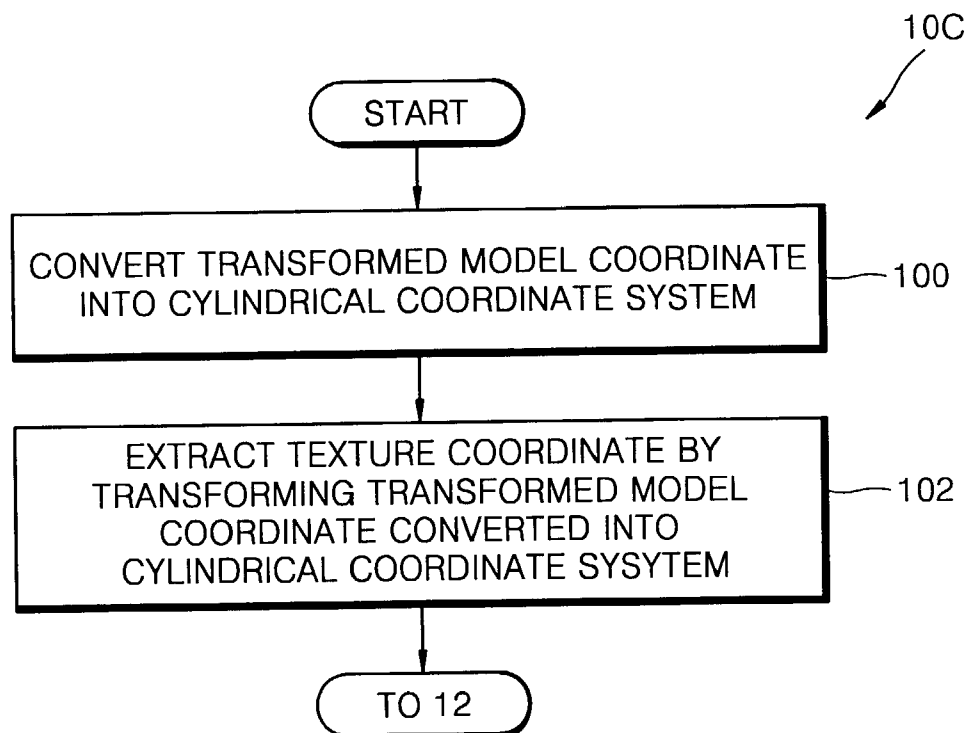 10C
START
CONVERT TRANSFORMED MODEL COORDINATE
INTO CYLINDRICAL COORDINATE SYSTEM
100
EXTRACT TEXTURE COORDINATE BY
TRANSFORMING TRANSFORMED MODEL
COORDINATE CONVERTED INTO
CYLINDRICAL COORDINATE SYSYTEM
102
TO 12